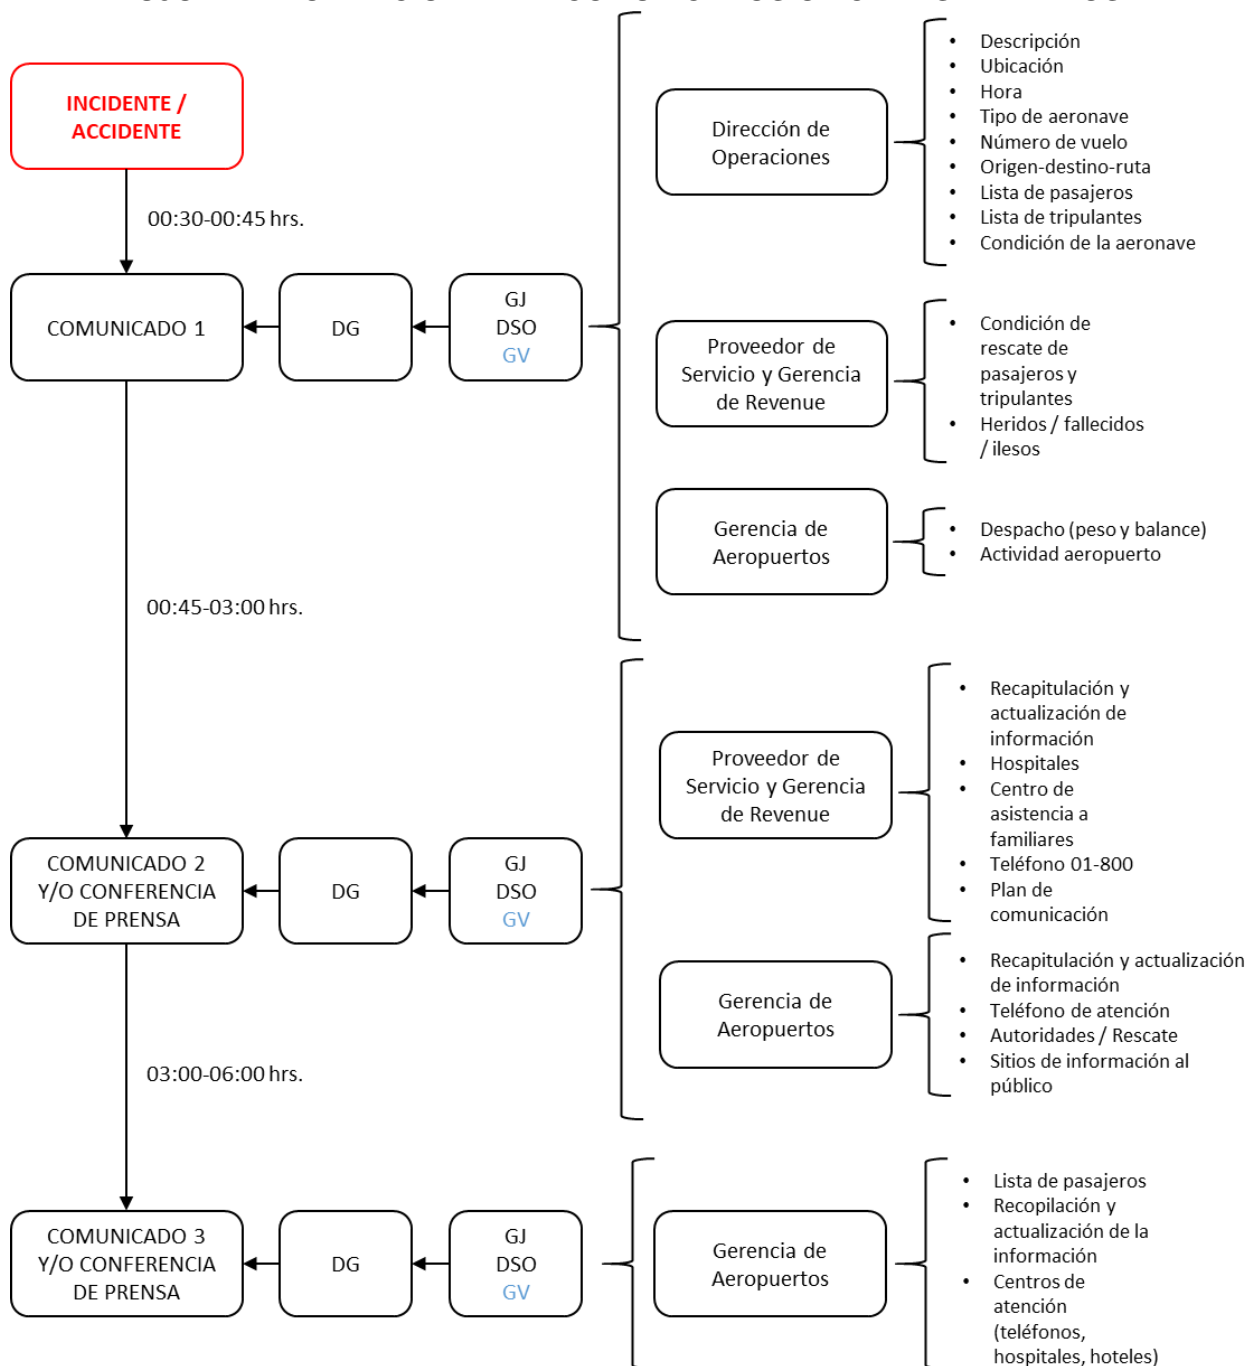 INCIDENTE /
ACCIDENTE
00:30-00:45 hrs.
COMUNICADO 1
DG
GJ
DSO
GV
Dirección de
Operaciones
• Descripción
• Ubicación
• Hora
• Tipo de aeronave
• Número de vuelo
• Origen-destino-ruta
• Lista de pasajeros
• Lista de tripulantes
• Condición de la aeronave
Proveedor de
Servicio y Gerencia
de Revenue
• Condición de
rescate de
pasajeros y
tripulantes
• Heridos / fallecidos
/ ilesos
Gerencia de
Aeropuertos
• Despacho (peso y balance)
• Actividad aeropuerto
00:45-03:00 hrs.
COMUNICADO 2
Y/O CONFERENCIA
DE PRENSA
DG
GJ
DSO
GV
Proveedor de
Servicio y Gerencia
de Revenue
• Recapitulación y
actualización de
información
• Hospitales
• Centro de
asistencia a
familiares
• Teléfono 01-800
• Plan de
comunicación
Gerencia de
Aeropuertos
• Recapitulación y actualización
de información
• Teléfono de atención
• Autoridades / Rescate
• Sitios de información al
público
03:00-06:00 hrs.
COMUNICADO 3
Y/O CONFERENCIA
DE PRENSA
DG
GJ
DSO
GV
Gerencia de
Aeropuertos
• Lista de pasajeros
• Recopilación y
actualización de la
información
• Centros de
atención
(teléfonos,
hospitales, hoteles)